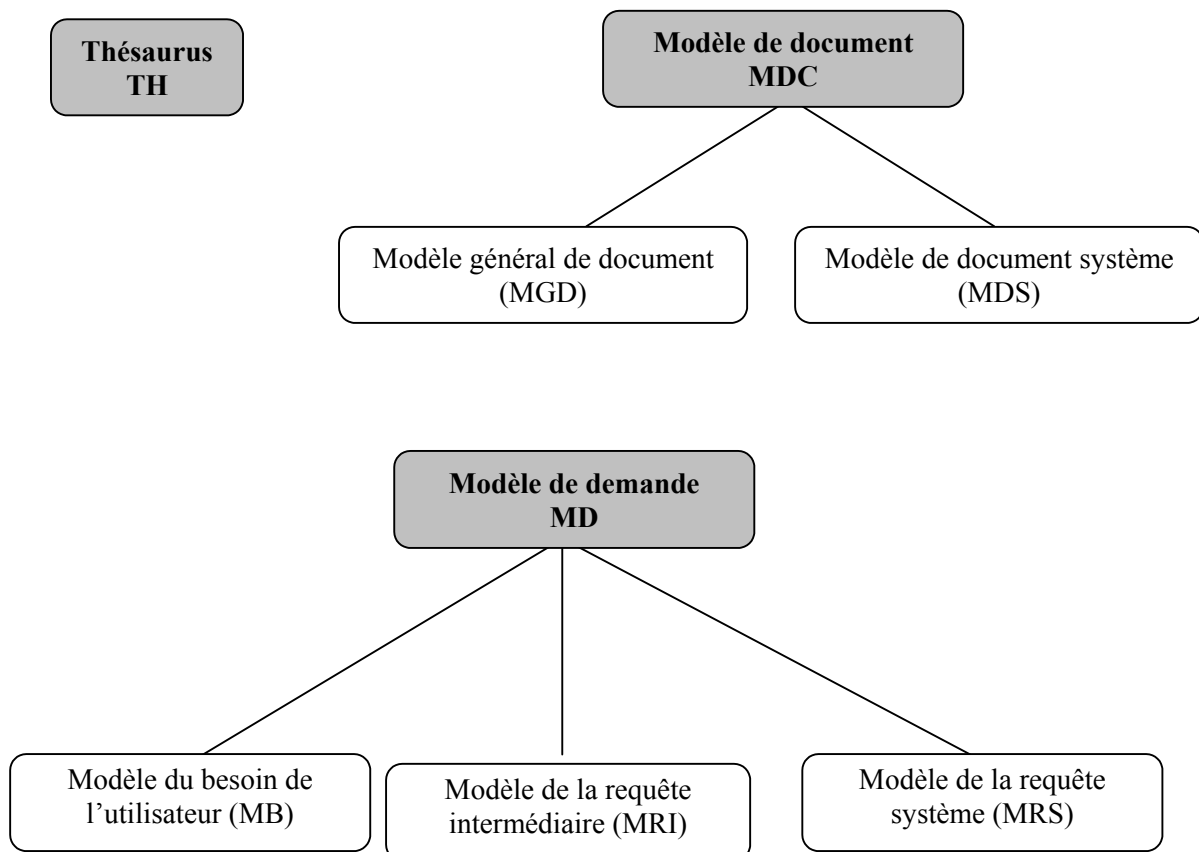 Thésaurus
TH
Modèle de document
MDC
Modèle général de document
(MGD)
Modèle de document système
(MDS)
Modèle de demande
MD
Modèle du besoin de
l’utilisateur (MB)
Modèle de la requête
intermédiaire (MRI)
Modèle de la requête
système (MRS)